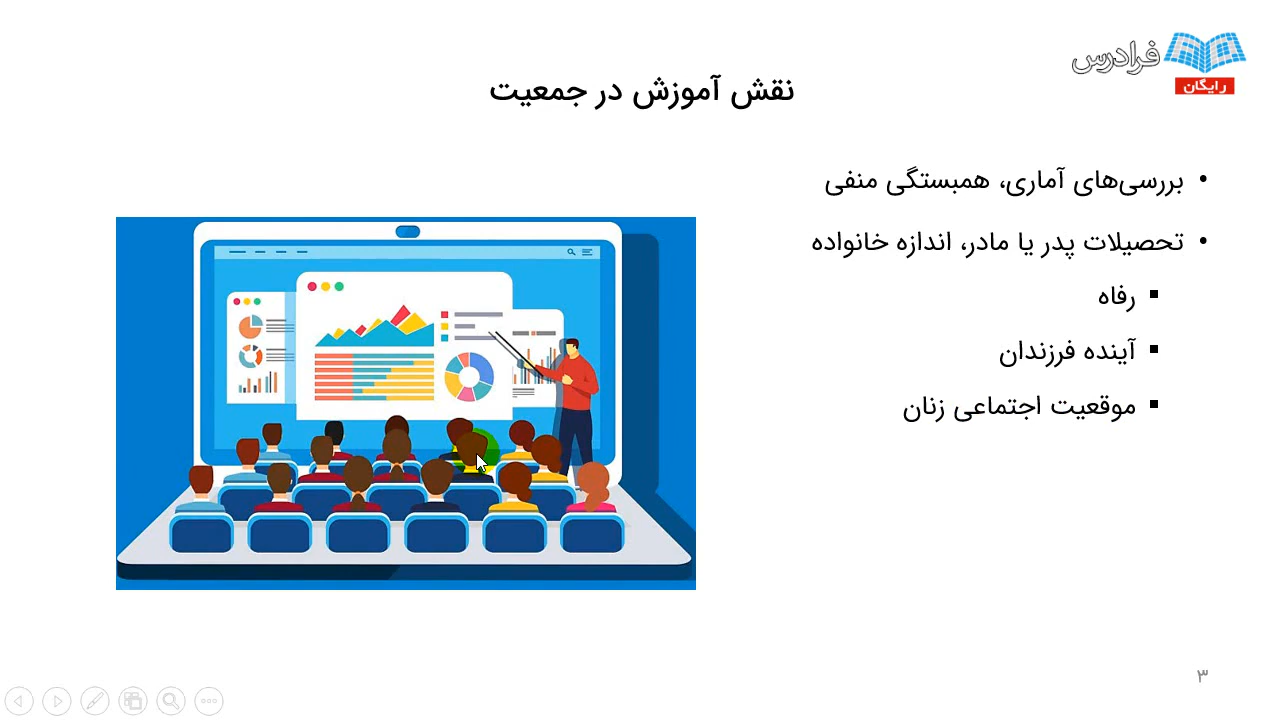 فرادرس
رایگان
نقش آموزش در جمعیت
• بررسی‌های آماری، همبستگی منفی
• تحصیلات پدر یا مادر، اندازه خانواده
▪ رفاه
▪ آینده فرزندان
▪ موقعیت اجتماعی زنان
۳